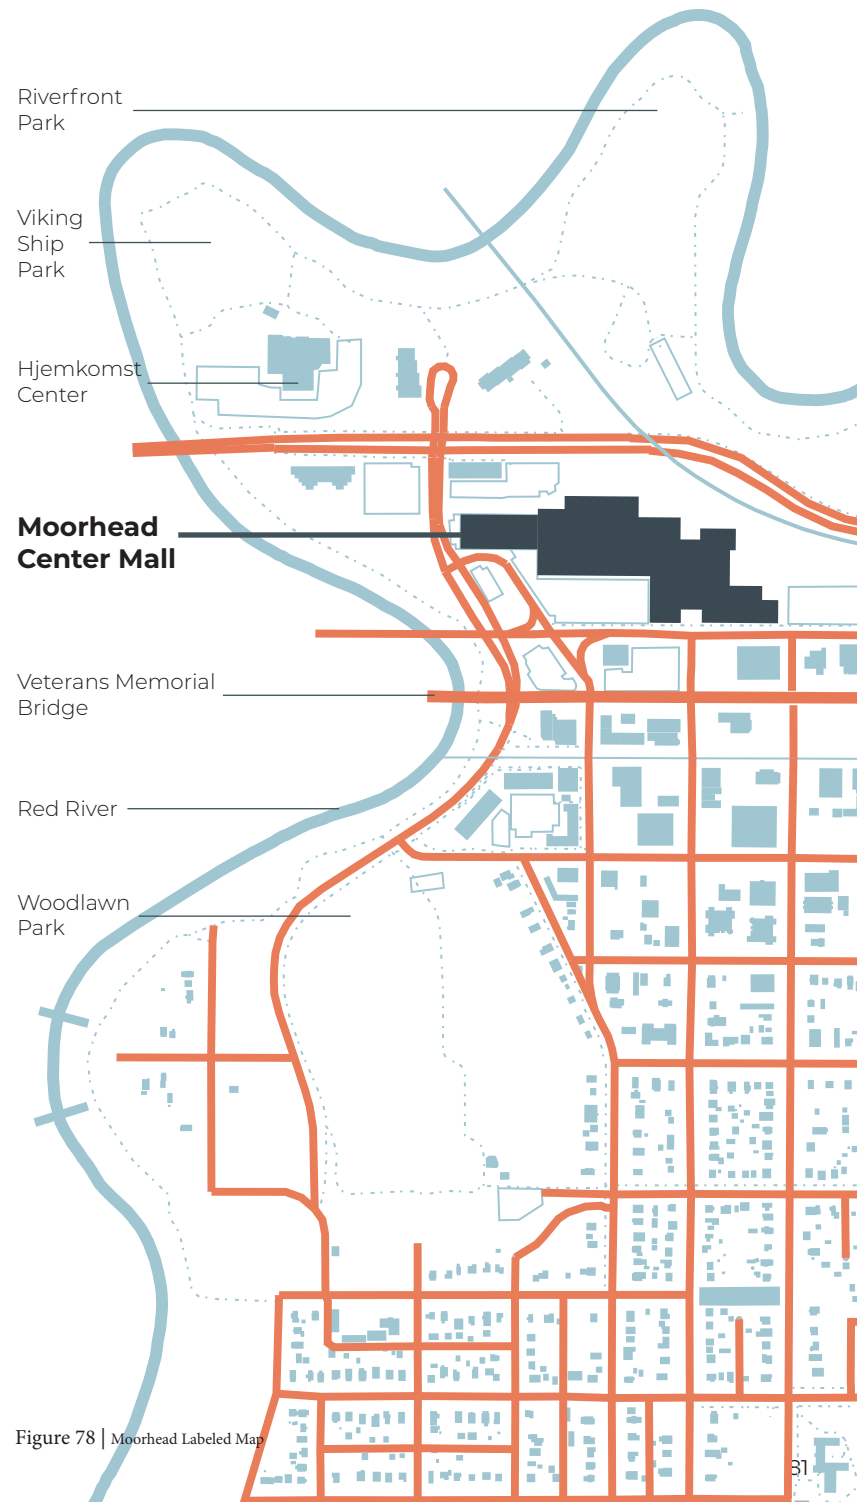 Riverfront
Park
Viking
Ship
Park
Hjemkomst
Center
Moorhead
Center Mall
Veterans Memorial
Bridge
Red River
Woodlawn
Park
Figure 78 | Moorhead Labeled Map
81